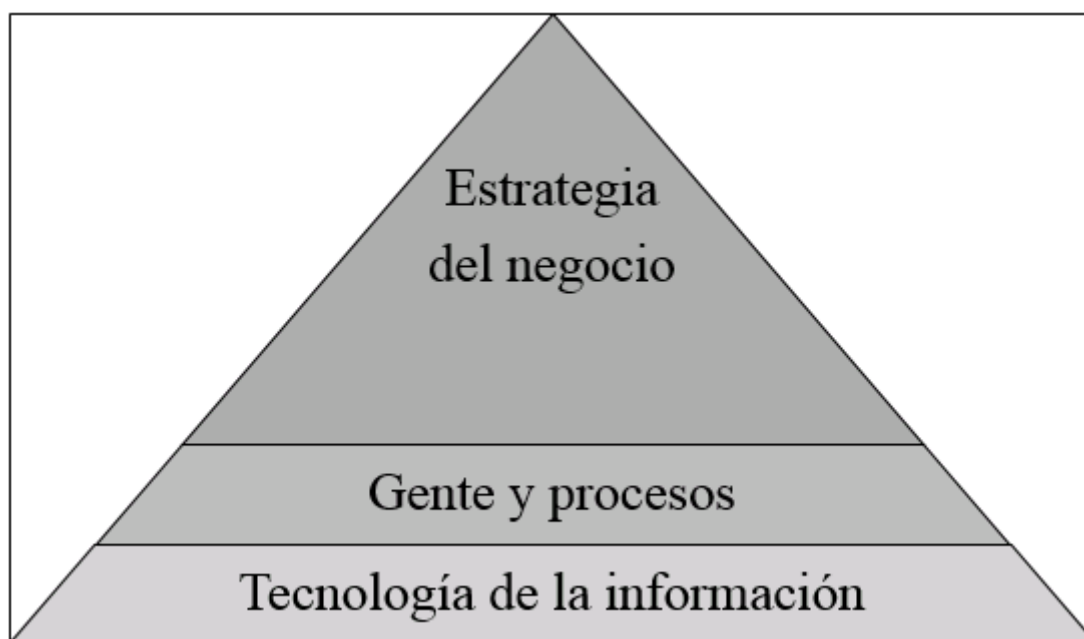 Estrategia
del negocio
Gente y procesos
Tecnología de la información